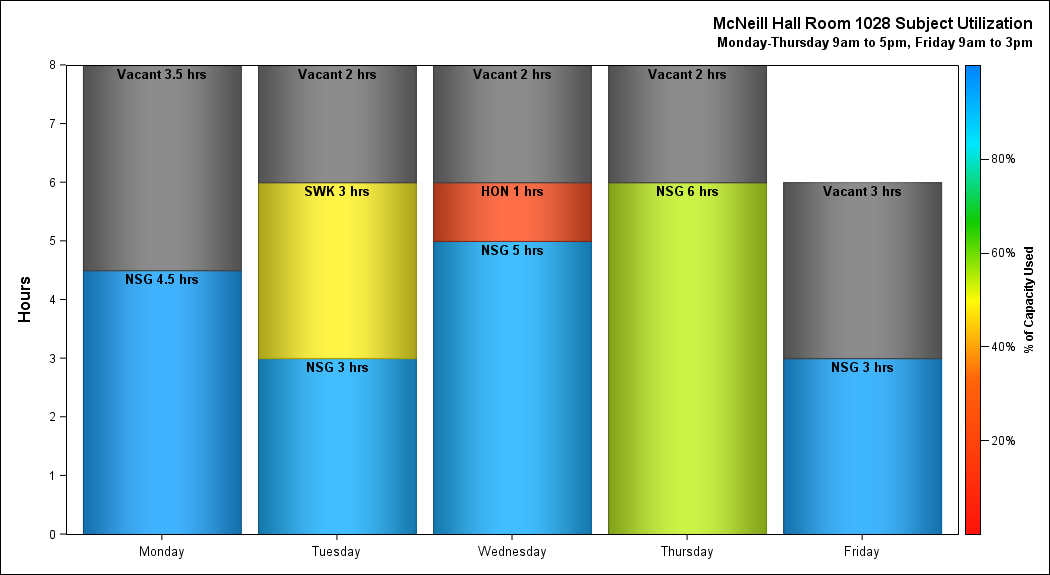 McNeill Hall Room 1028 Subject Utilization
Monday-Thursday 9am to 5pm, Friday 9am to 3pm
Hours
8
7
6
5
4
3
2
1
0
Vacant 3.5 hrs
NSG 4.5 hrs
Vacant 2 hrs
SWK 3 hrs
NSG 3 hrs
Vacant 2 hrs
HON 1 hrs
NSG 5 hrs
Vacant 2 hrs
NSG 6 hrs
Vacant 3 hrs
NSG 3 hrs
Monday
Tuesday
Wednesday
Thursday
Friday
80%
60%
40%
20%
% of Capacity Used